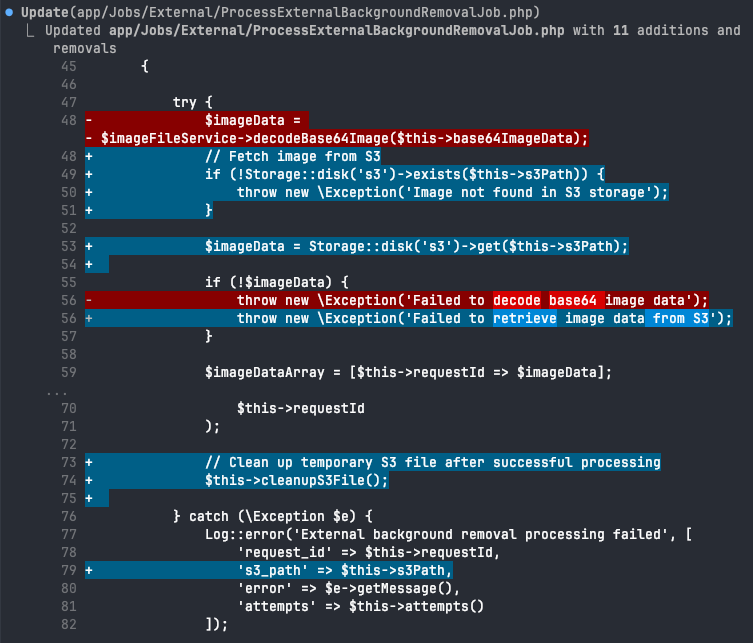 Update(app/Jobs/External/ProcessExternalBackgroundRemovalJob.php)
Updated app/Jobs/External/ProcessExternalBackgroundRemovalJob.php with 11 additions and
removals
45 {
46
47 try {
48 - $imageData =
- $imageFileService->decodeBase64Image($this->base64ImageData);
48 + // Fetch image from S3
49 + if (!Storage::disk('s3')->exists($this->s3Path)) {
50 + throw new \Exception('Image not found in S3 storage');
51 + }
52
53 + $imageData = Storage::disk('s3')->get($this->s3Path);
54 +
55 if (!$imageData) {
56 - throw new \Exception('Failed to decode base64 image data');
56 + throw new \Exception('Failed to retrieve image data from S3');
57 }
58
59 $imageDataArray = [$this->requestId => $imageData];
...
70 $this->requestId
71 );
72
73 + // Clean up temporary S3 file after successful processing
74 + $this->cleanupS3File();
75 +
76 } catch (\Exception $e) {
77 Log::error('External background removal processing failed', [
78 'request_id' => $this->requestId,
79 + 's3_path' => $this->s3Path,
80 'error' => $e->getMessage(),
81 'attempts' => $this->attempts()
82 ]);